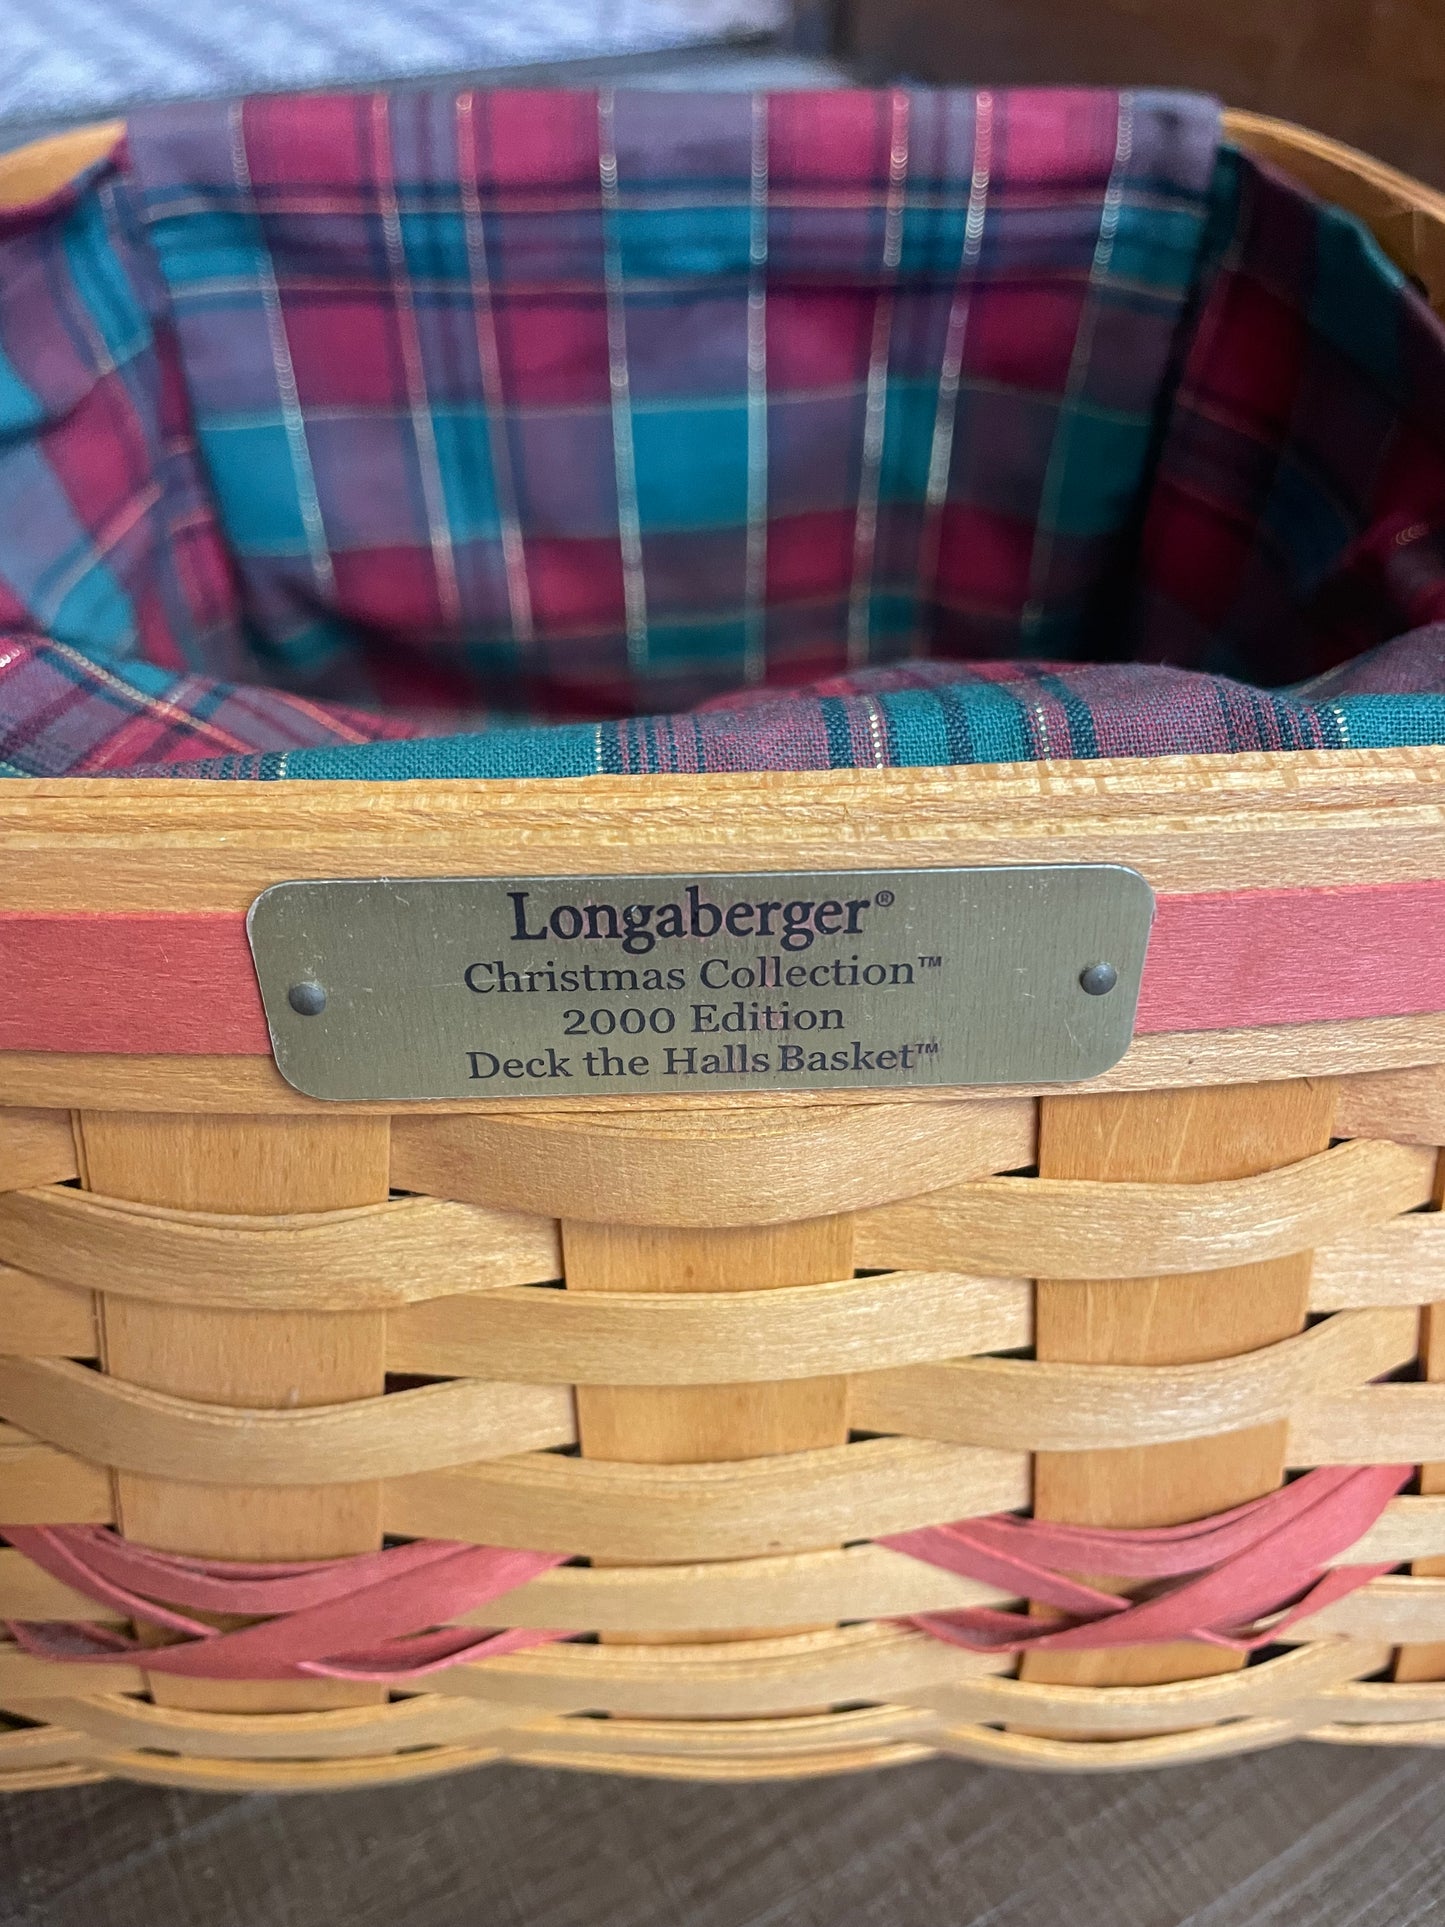 Longaberger®
Christmas Collection™
2000 Edition
Deck the Halls Basket™